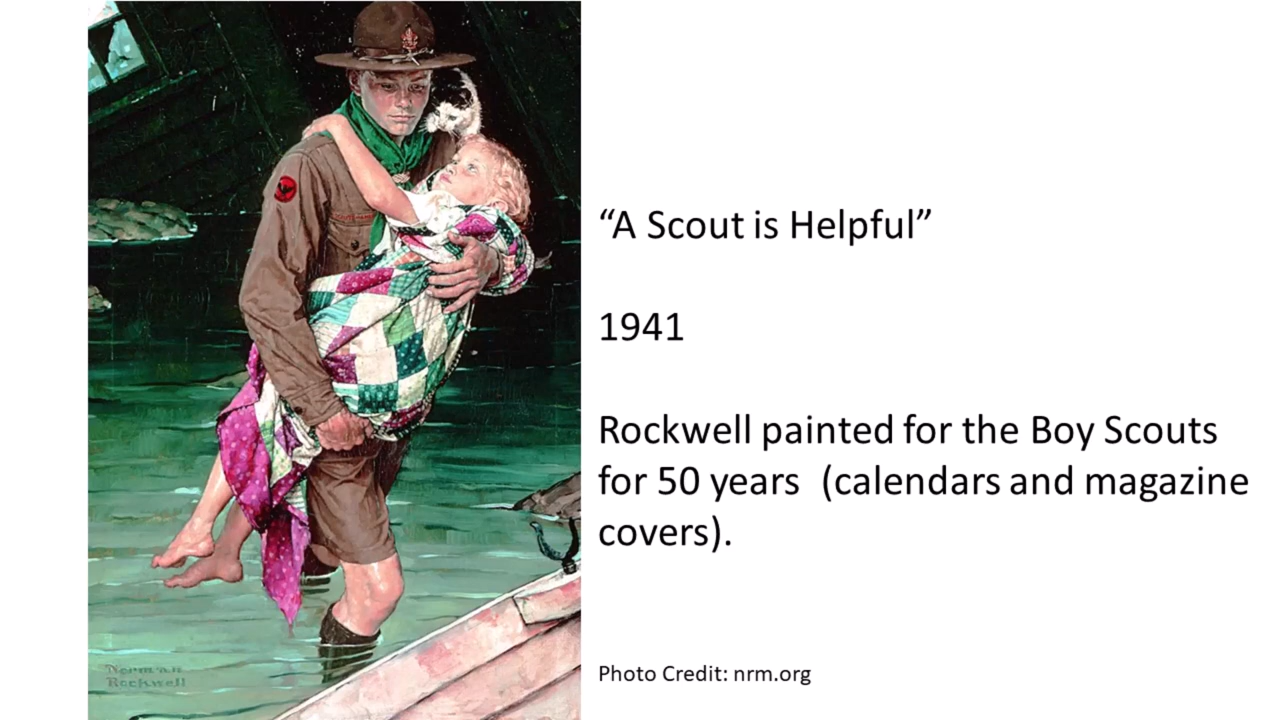 “A Scout is Helpful”
1941
Rockwell painted for the Boy Scouts
for 50 years  (calendars and magazine
covers).
Photo Credit: nrm.org
Norman
Rockwell